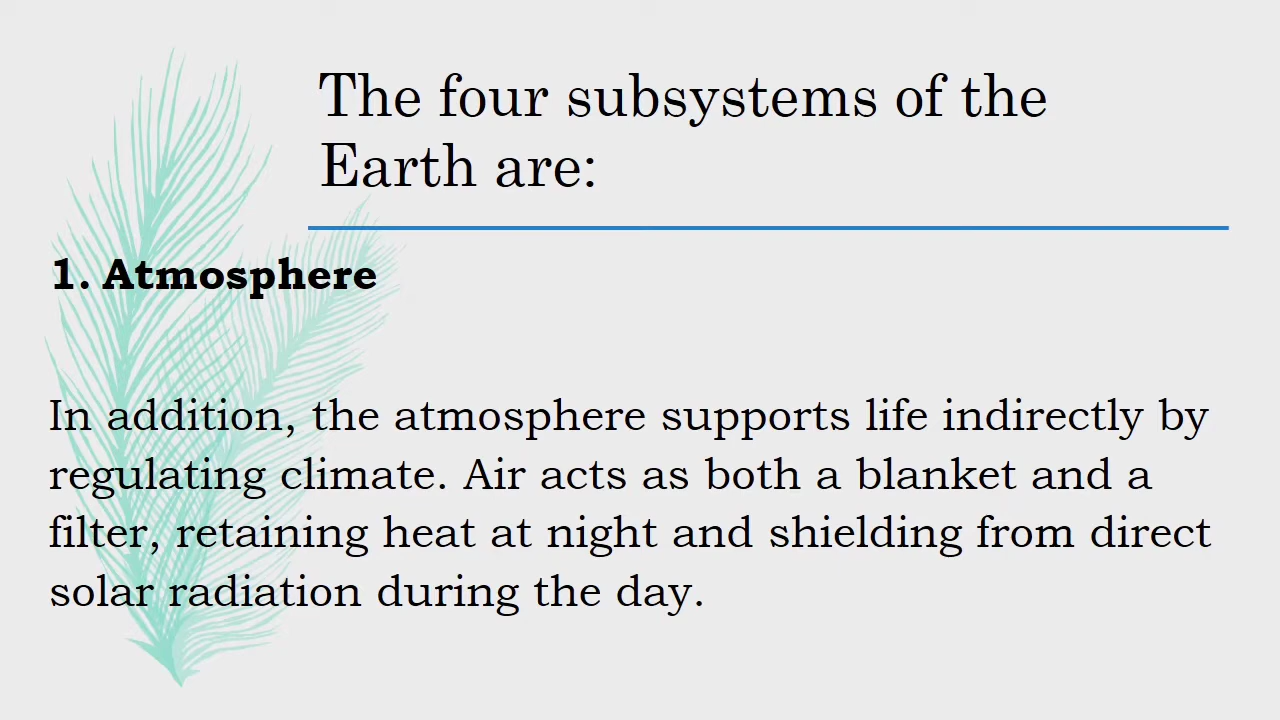 The four subsystems of the
Earth are:
1. Atmosphere
In addition, the atmosphere supports life indirectly by
regulating climate. Air acts as both a blanket and a
filter, retaining heat at night and shielding from direct
solar radiation during the day.